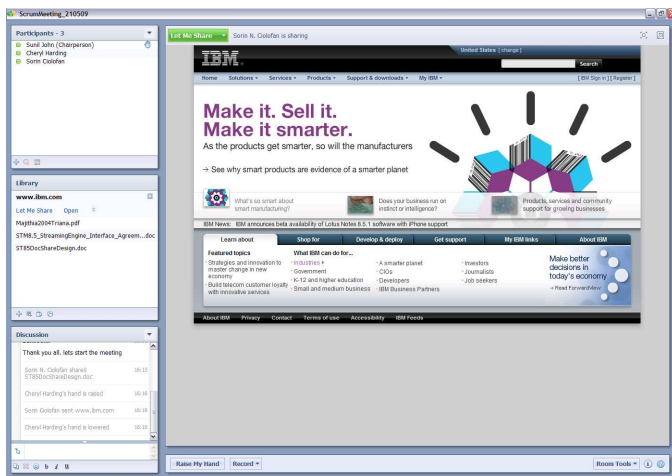 ScrumMeeting_210509
Participants - 3
Sunil John (Chairperson)
Cheryl Harding
Sorin Ciolofan
Library
www.ibm.com
Let Me Share Open
Majithia2004Triana.pdf
STM8.5_StreamingEngine_Interface_Agreem...doc
ST85DocShareDesign.doc
Discussion
Thank you all. lets start the meeting
Sorin N. Ciolofan shared
ST85DocShareDesign.doc
Cheryl Harding's hand is raised
Sorin Ciolofan sent www.ibm.com
Cheryl Harding's hand is lowered
b i u
Let Me Share
Sorin N. Ciolofan is sharing
IBM
United States [ change ]
Search
Home Solutions Services Products Support & downloads My IBM
[ IBM Sign in ] [ Register ]
Make it. Sell it.
Make it smarter.
As the products get smarter, so will the manufacturers
→ See why smart products are evidence of a smarter planet
What's so smart about
smart manufacturing?
Does your business run on
instinct or intelligence?
Products, services and community
support for growing businesses
IBM News: IBM announces beta availability of Lotus Notes 8.5.1 software with iPhone support
Learn about Shop for Develop & deploy Get support My IBM links About IBM
Featured topics
Strategies and innovation to
master change in new
economy
Build telecom customer loyalty
with innovative services
What IBM can do for...
Industries
Government
K-12 and higher education
Small and medium business
A smarter planet
CIOs
Developers
IBM Business Partners
Investors
Journalists
Job seekers
Make better
decisions in
today's economy
→ Read ForwardView
About IBM Privacy Contact Terms of use Accessibility IBM Feeds
Raise My Hand Record
Room Tools